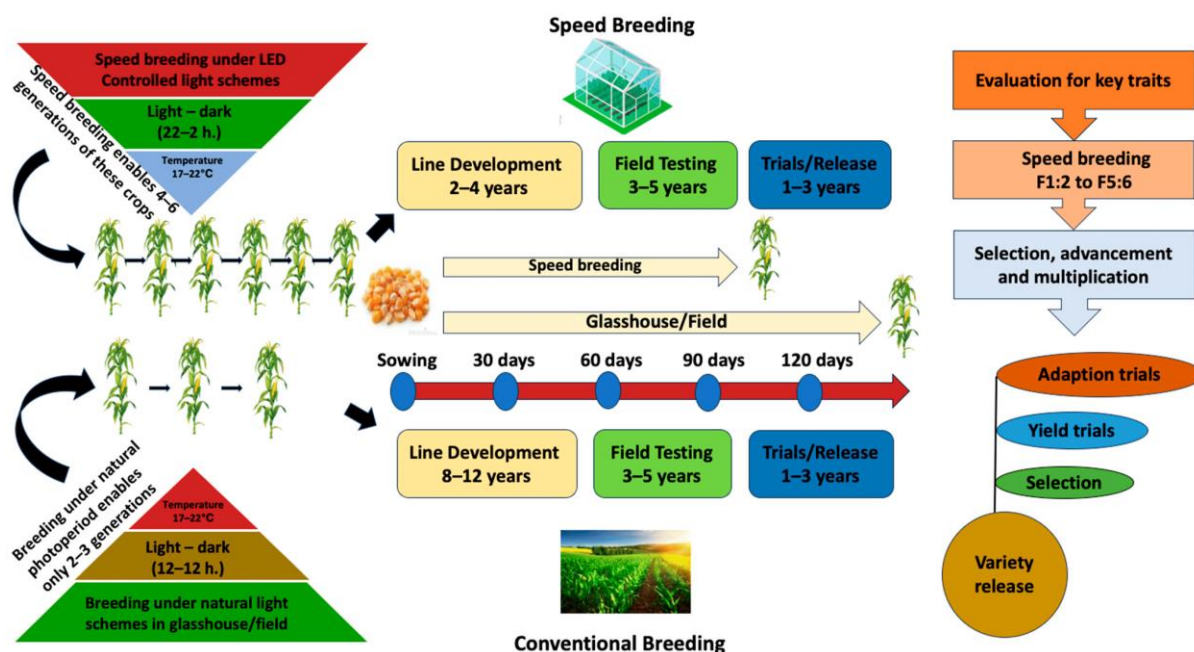 Speed Breeding
Speed breeding under LED
Controlled light schemes
Light – dark
(22–2 h.)
Temperature
17–22°C
Speed breeding enables 4–6
generations of these crops
Line Development
2–4 years
Field Testing
3–5 years
Trials/Release
1–3 years
Speed breeding
Glasshouse/Field
Sowing
30 days
60 days
90 days
120 days
Line Development
8–12 years
Field Testing
3–5 years
Trials/Release
1–3 years
Breeding under natural
photoperiod enables
only 2–3 generations
Temperature
17–22°C
Light – dark
(12–12 h.)
Breeding under natural light
schemes in glasshouse/field
Conventional Breeding
Evaluation for key traits
Speed breeding
F1:2 to F5:6
Selection, advancement
and multiplication
Adaption trials
Yield trials
Selection
Variety
release